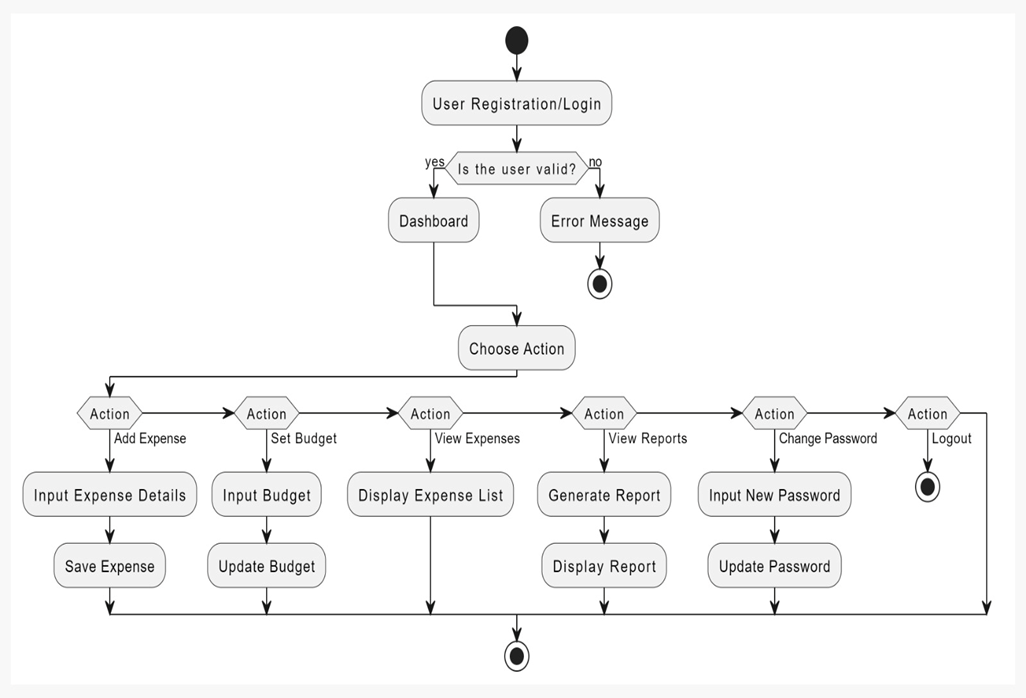 User Registration/Login
yes
Is the user valid?
no
Dashboard
Error Message
Choose Action
Action
Action
Action
Action
Action
Action
Add Expense
Set Budget
View Expenses
View Reports
Change Password
Logout
Input Expense Details
Input Budget
Display Expense List
Generate Report
Input New Password
Save Expense
Update Budget
Display Report
Update Password